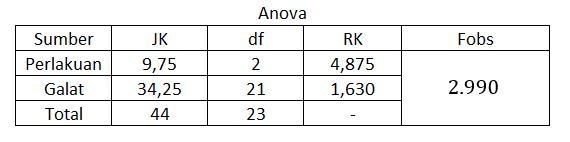 Anova
Sumber JK df RK Fobs
Perlakuan 9,75 2 4,875 2.990
Galat 34,25 21 1,630
Total 44 23 -